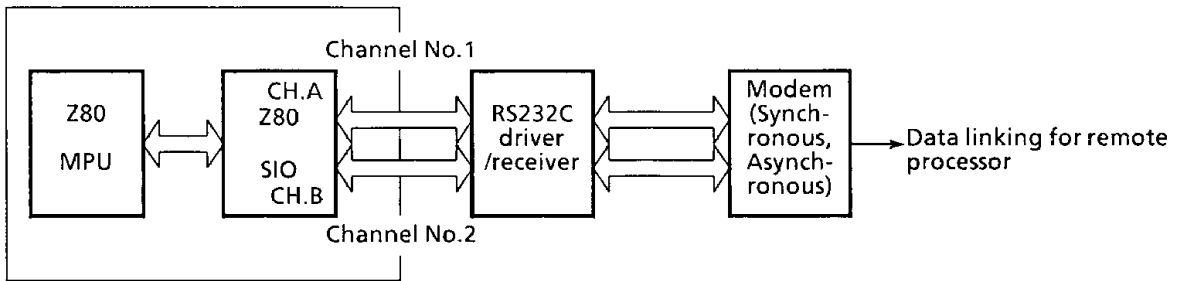 Channel No.1
Z80
MPU
CH.A
Z80
SIO
CH.B
Channel No.2
RS232C
driver
/receiver
Modem
(Synch-
ronous,
Asynch-
ronous)
Data linking for remote
processor